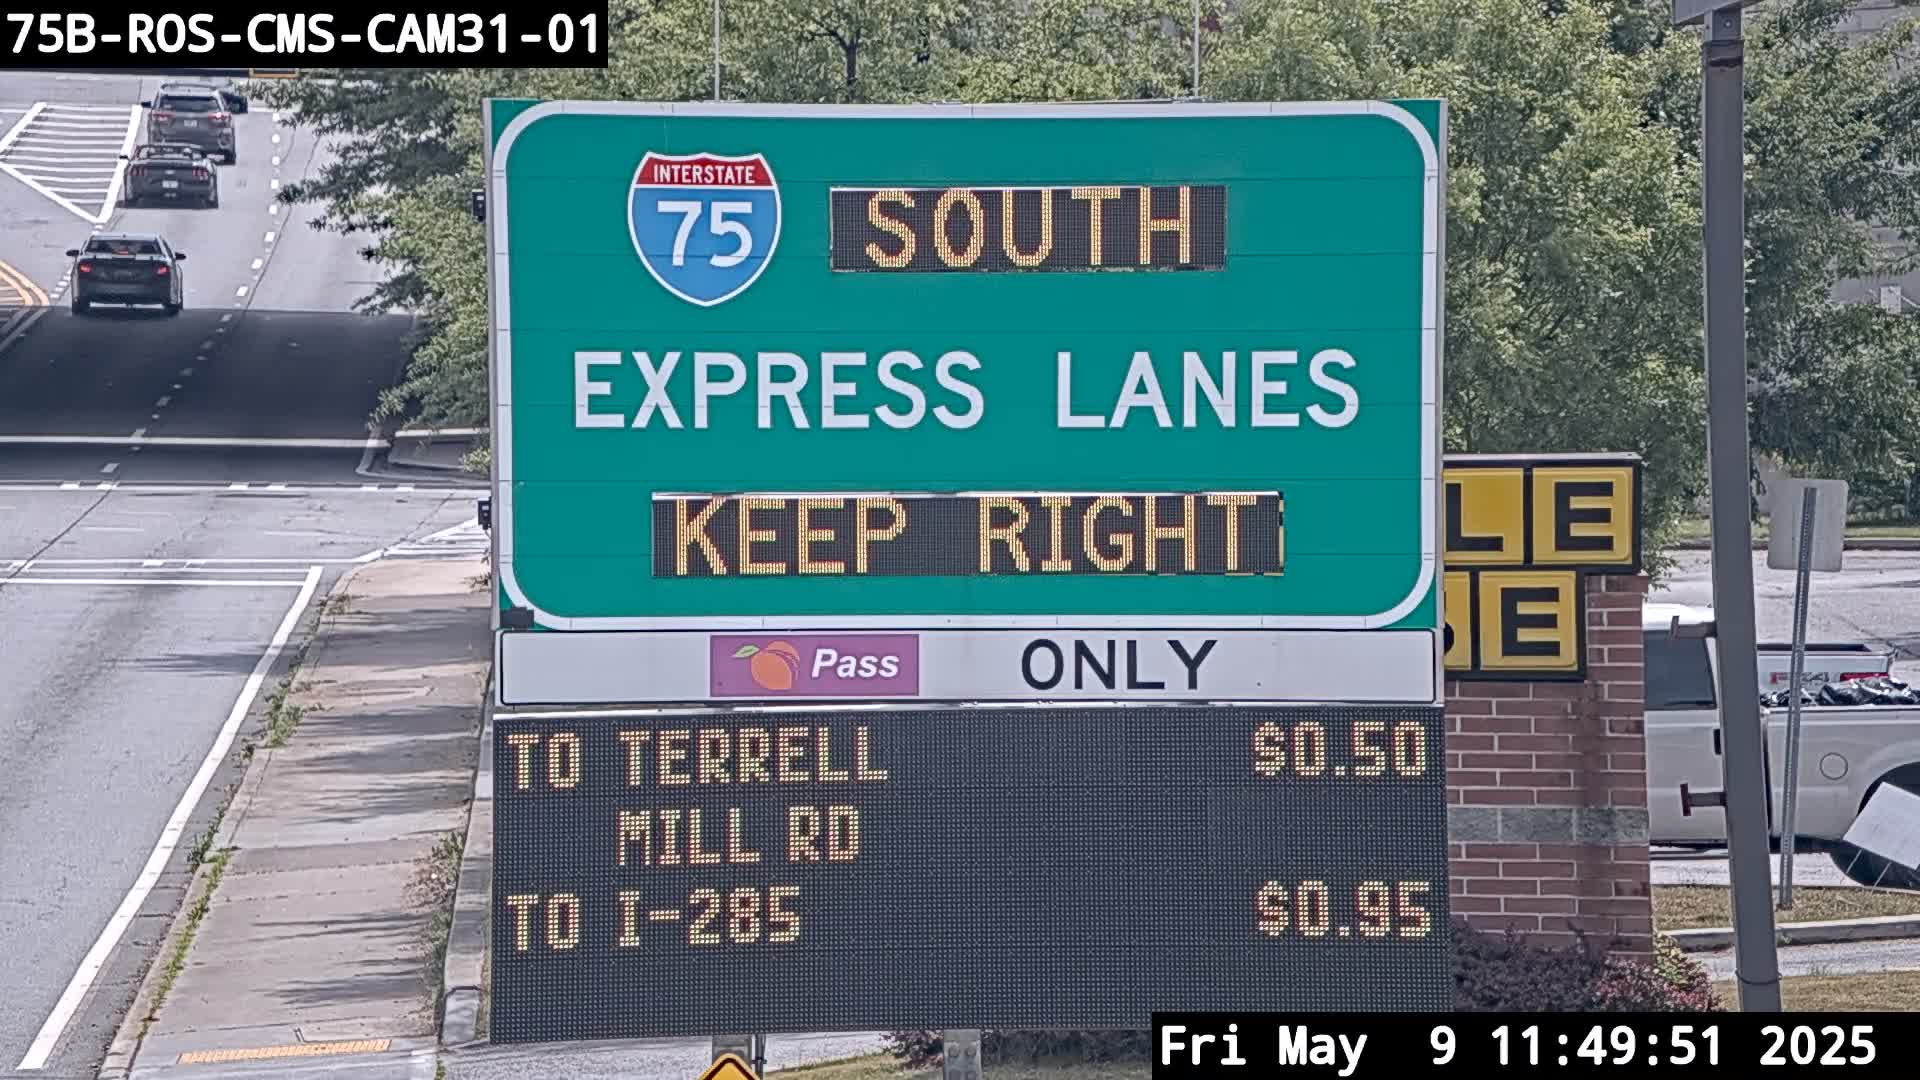 75B-ROS-CMS-CAM31-01
INTERSTATE
75
SOUTH
EXPRESS LANES
KEEP RIGHT
Pass ONLY
TO TERRELL $0.50
MILL RD
TO I-285 $0.95
LE
E
Fri May 9 11:49:51 2025